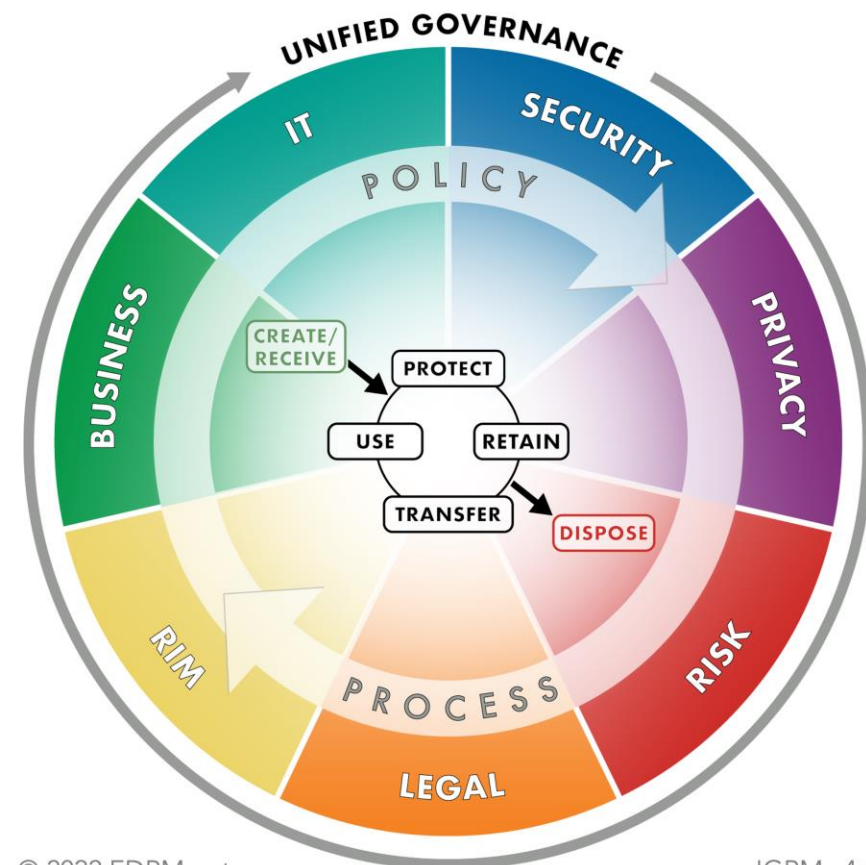 UNIFIED GOVERNANCE
IT
SECURITY
POLICY
BUSINESS
PRIVACY
CREATE/
RECEIVE
PROTECT
USE
RETAIN
TRANSFER
DISPOSE
RIM
RISK
PROCESS
LEGAL